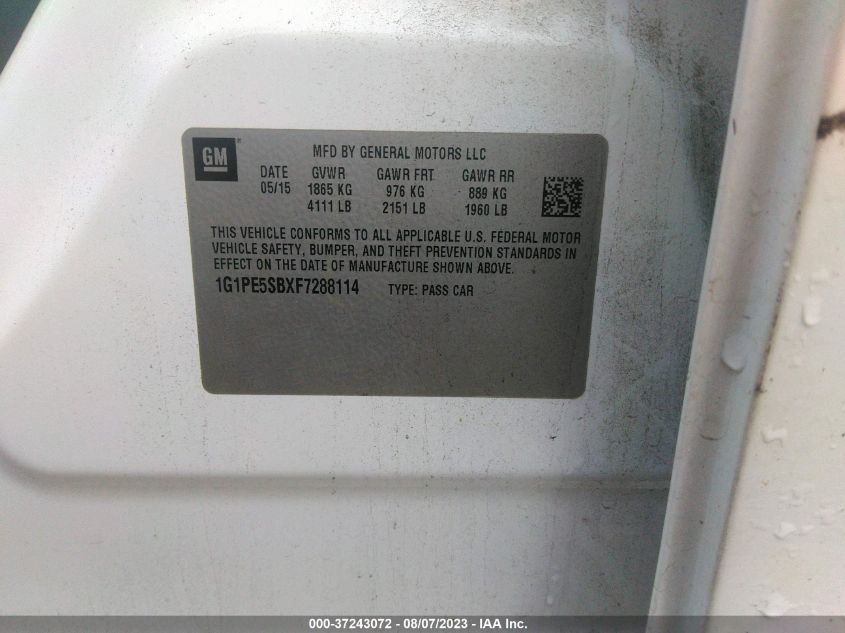 GM
MFD BY GENERAL MOTORS LLC
DATE GVWR GAWR FRT GAWR RR
05/15 1865 KG 976 KG 889 KG
4111 LB 2151 LB 1960 LB
THIS VEHICLE CONFORMS TO ALL APPLICABLE U.S. FEDERAL MOTOR
VEHICLE SAFETY, BUMPER, AND THEFT PREVENTION STANDARDS IN
EFFECT ON THE DATE OF MANUFACTURE SHOWN ABOVE.
1G1PE5SBXF7288114 TYPE: PASS CAR
000-37243072 - 08/07/2023 - IAA Inc.